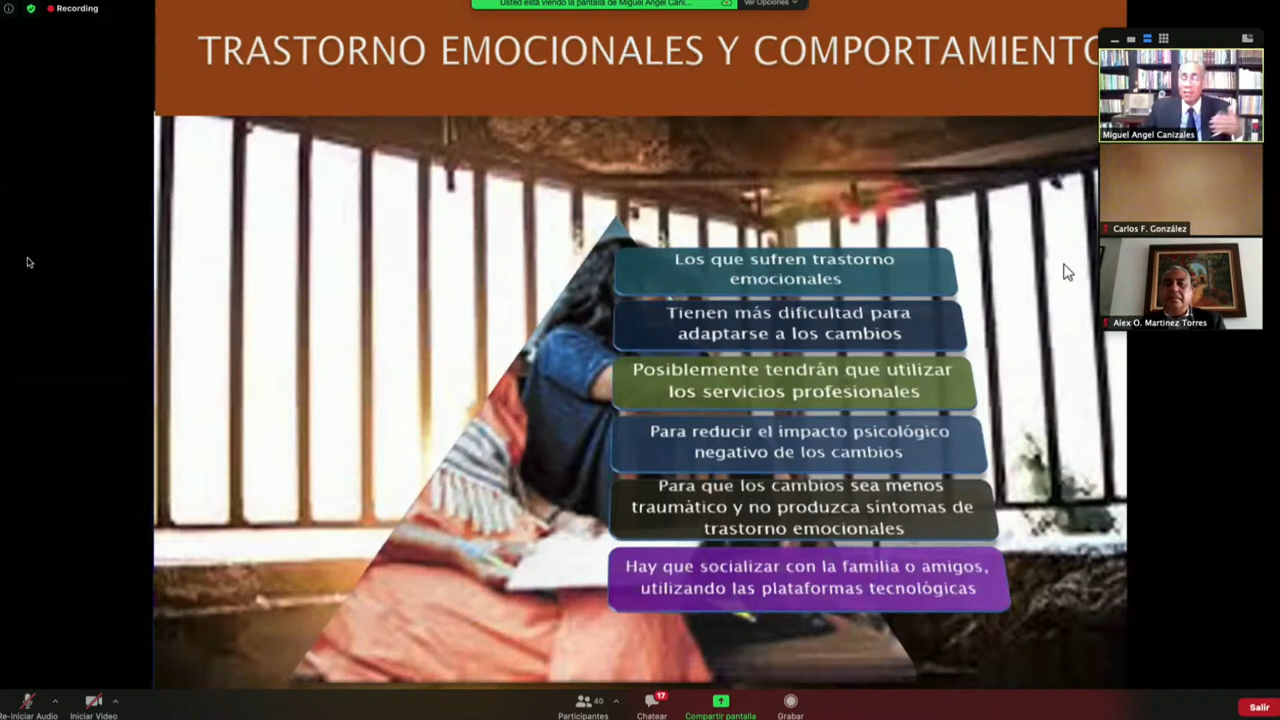 Recording
Usted está viendo la pantalla de Miguel Angel Cani...
Ver Opciones
TRASTORNO EMOCIONALES Y COMPORTAMIENTO
Los que sufren trastorno
emocionales
Tienen más dificultad para
adaptarse a los cambios
Posiblemente tendrán que utilizar
los servicios profesionales
Para reducir el impacto psicológico
negativo de los cambios
Para que los cambios sea menos
traumático y no produzca síntomas de
trastorno emocionales
Hay que socializar con la familia o amigos,
utilizando las plataformas tecnológicas
Miguel Angel Canizales
Carlos F. González
Alex O. Martinez Torres
Re-Iniciar Audio
Iniciar Video
40
Participantes
17
Chatear
Compartir pantalla
Grabar
Salir